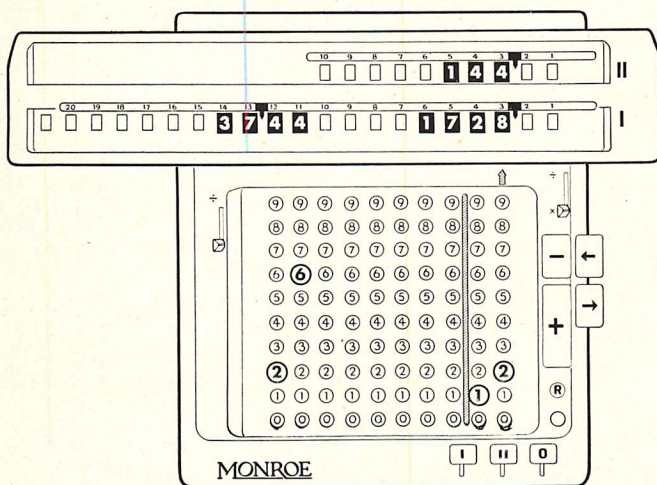 10 9 8 7 6 5 4 3 2 1
1 4 4 II
20 19 18 17 16 15 14 13 12 11 10 9 8 7 6 5 4 3 2 1
3 7 4 4 1 7 2 8 I
÷ ÷
9 9 9 9 9 9 9 9 9 9
×
8 8 8 8 8 8 8 8 8 8
7 7 7 7 7 7 7 7 7 7
− ←
6 6 6 6 6 6 6 6 6 6
5 5 5 5 5 5 5 5 5 5
→
4 4 4 4 4 4 4 4 4 4
+
3 3 3 3 3 3 3 3 3 3
2 2 2 2 2 2 2 2 2 2
1 1 1 1 1 1 1 1 1 1
R
0 0 0 0 0 0 0 0 0 0
MONROE
I II 0